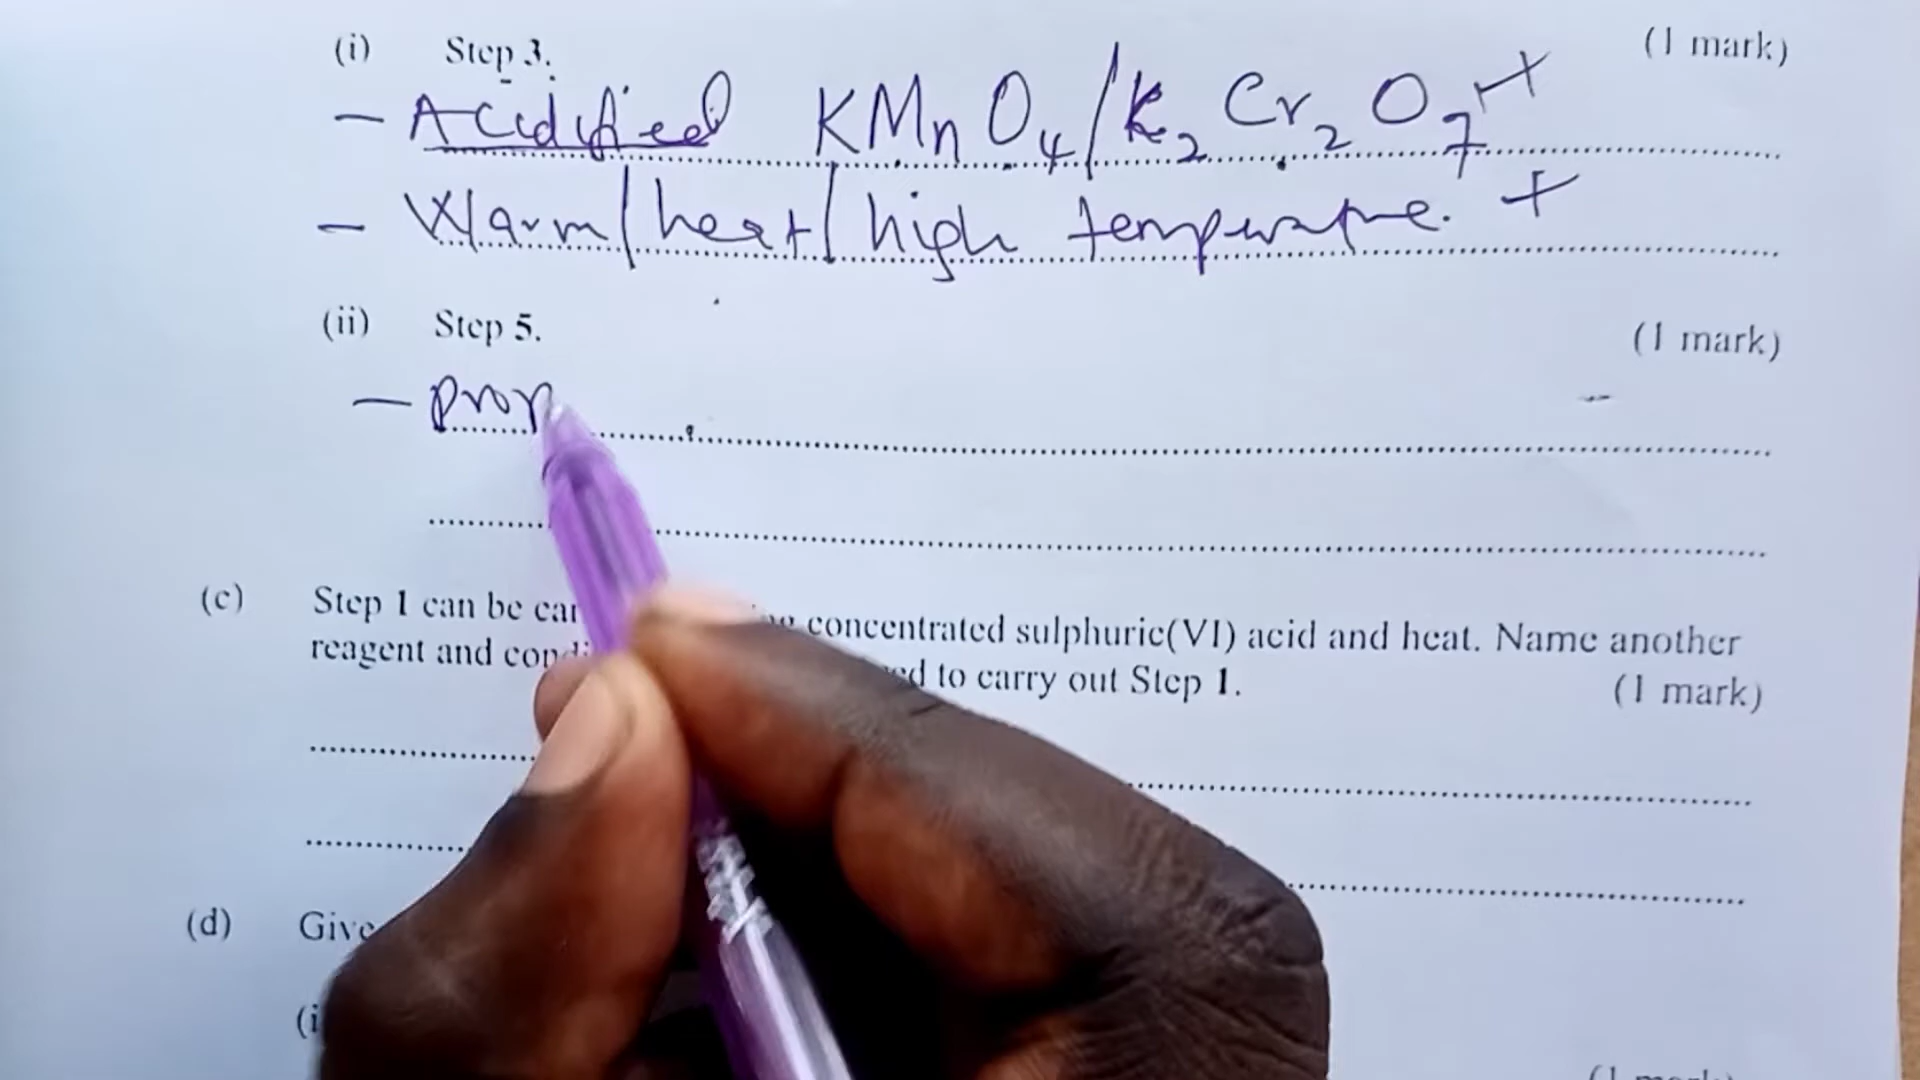 (i) Step 3. (1 mark)
- Acidified KMnO4/K2Cr2O7 +
- Warm/heat/high temperature. +
(ii) Step 5. (1 mark)
- prop
(c) Step 1 can be concentrated sulphuric(VI) acid and heat. Name another
reagent and to carry out Step 1. (1 mark)
(d) Give
(i
(1 mark)